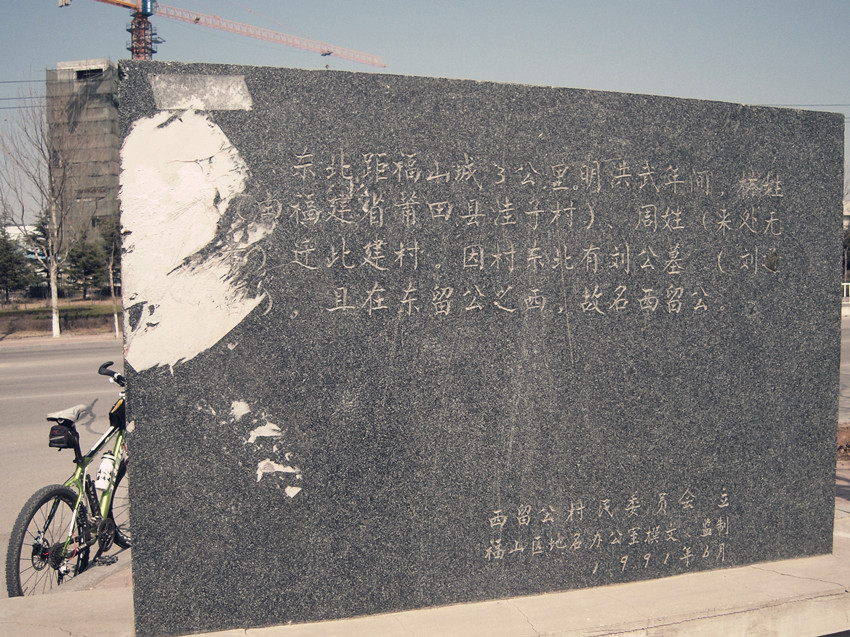 东北距福山城3公里。明洪武年间，姓
福建省莆田县洼子村）、周姓（来处无
）迁此建村。因村东北有刘公墓（刘
），且在东留公之西，故名西留公。
西留公村民委员会 立
福山区地名办公室撰文 监制
1991年6月